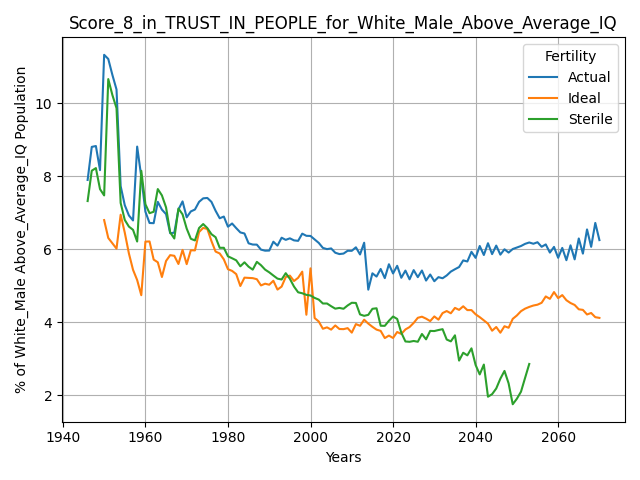 Score_8_in_TRUST_IN_PEOPLE_for_White_Male_Above_Average_IQ
% of White_Male Above_Average_IQ Population
10
8
6
4
2
Fertility
Actual
Ideal
Sterile
1940
1960
1980
2000
2020
2040
2060
Years